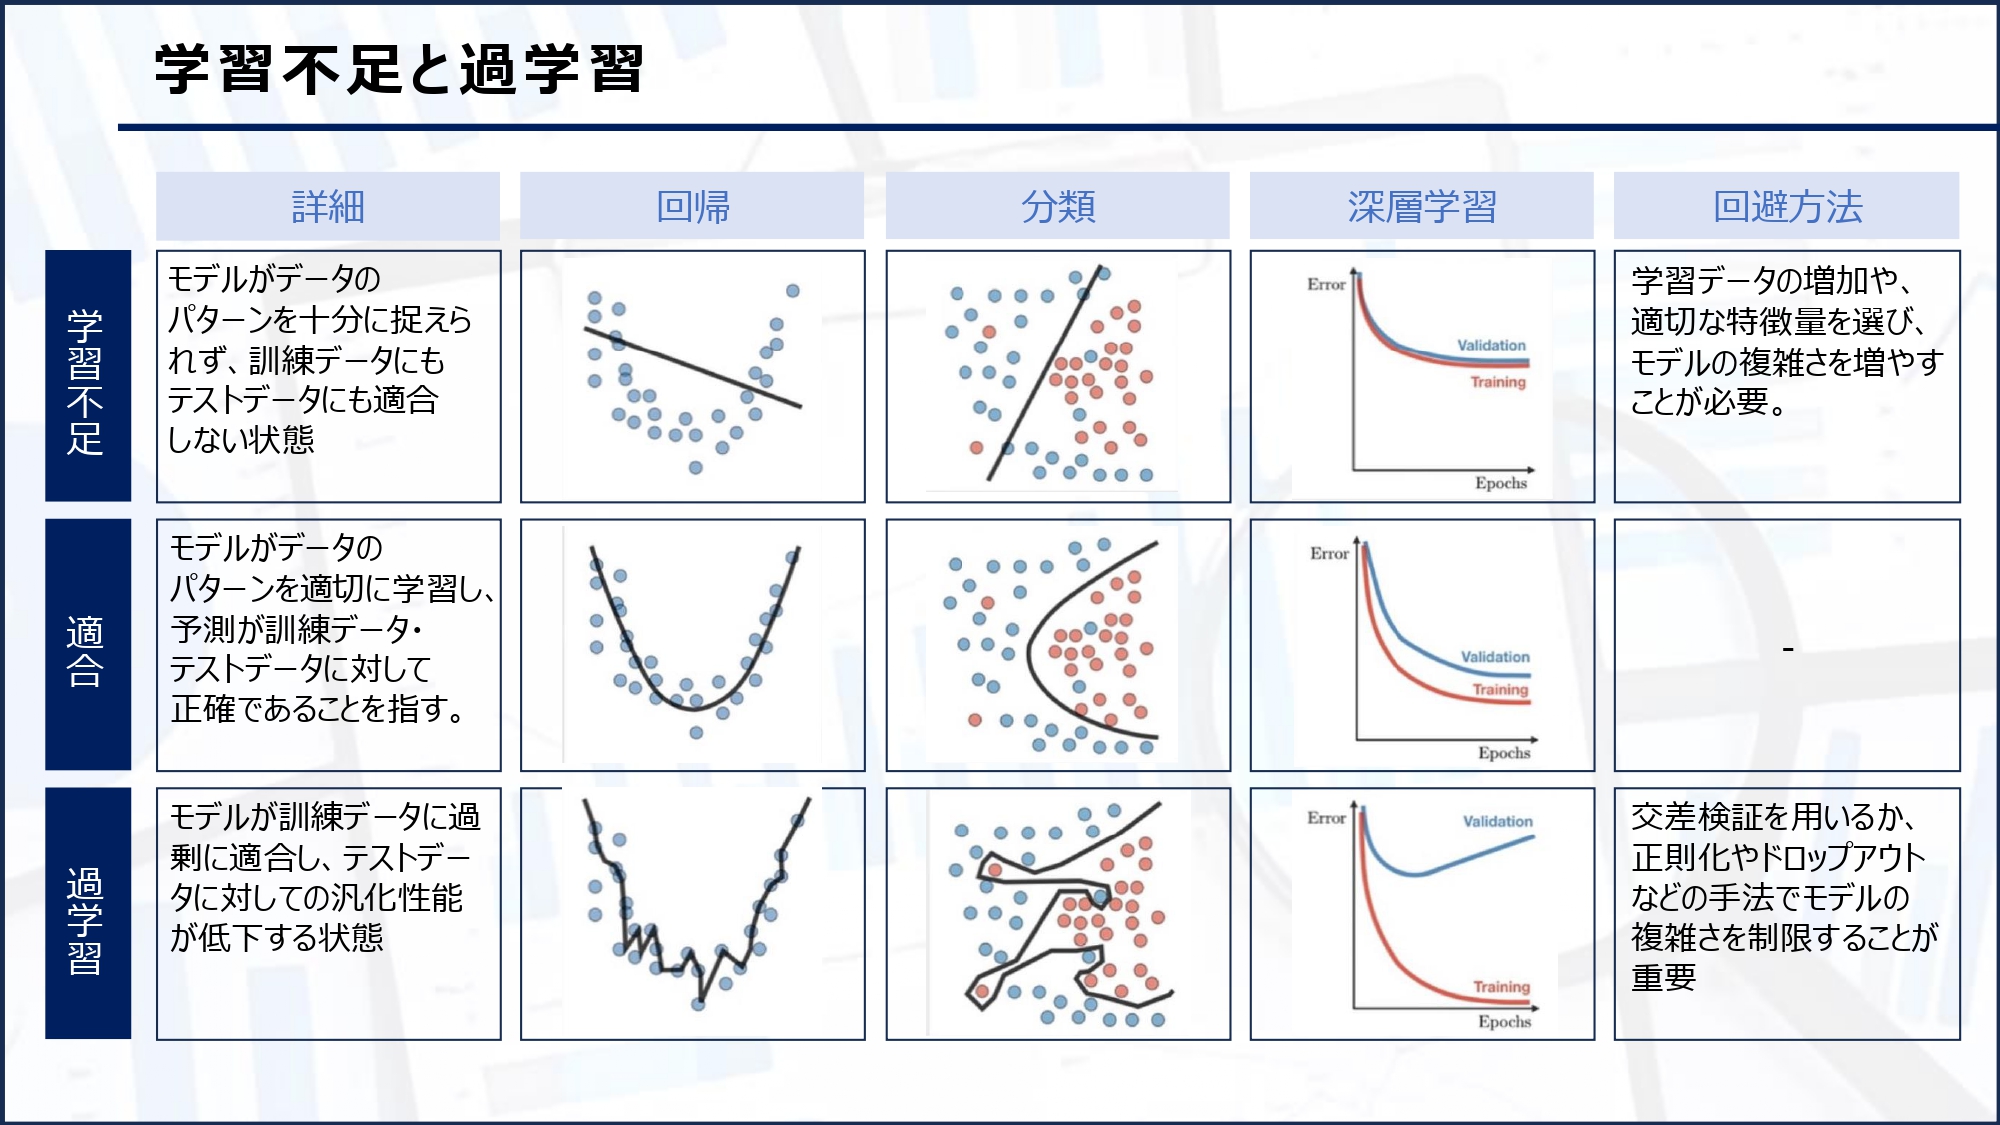 学習不足と過学習
詳細
回帰
分類
深層学習
回避方法
学習不足
モデルがデータの
パターンを十分に捉えら
れず、訓練データにも
テストデータにも適合
しない状態
Error
Validation
Training
Epochs
学習データの増加や、
適切な特徴量を選び、
モデルの複雑さを増やす
ことが必要。
適合
モデルがデータの
パターンを適切に学習し、
予測が訓練データ・
テストデータに対して
正確であることを指す。
Error
Validation
Training
Epochs
-
過学習
モデルが訓練データに過
剰に適合し、テストデー
タに対しての汎化性能
が低下する状態
Error
Validation
Training
Epochs
交差検証を用いるか、
正則化やドロップアウト
などの手法でモデルの
複雑さを制限することが
重要